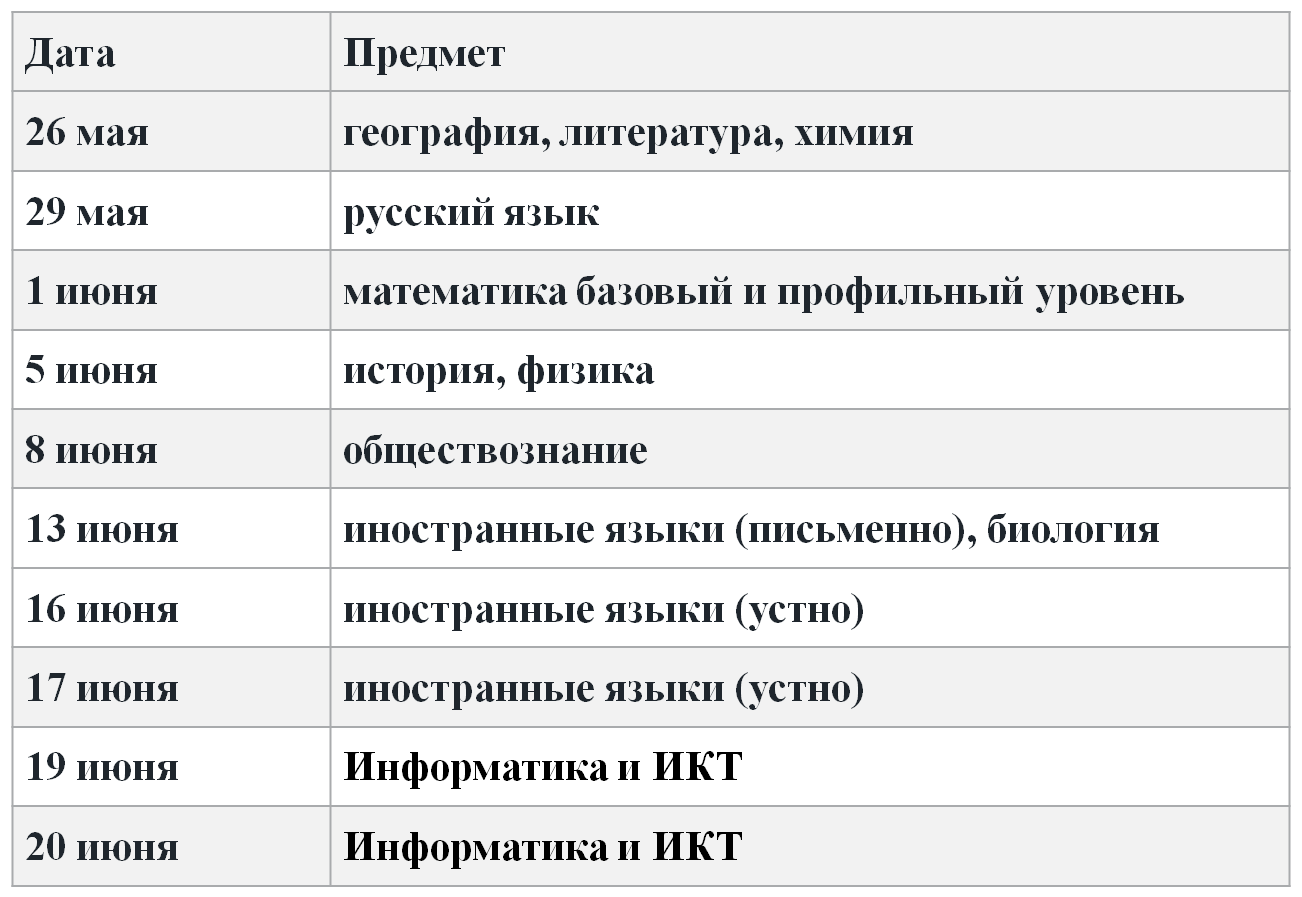 Дата Предмет
26 мая география, литература, химия
29 мая русский язык
1 июня математика базовый и профильный уровень
5 июня история, физика
8 июня обществознание
13 июня иностранные языки (письменно), биология
16 июня иностранные языки (устно)
17 июня иностранные языки (устно)
19 июня Информатика и ИКТ
20 июня Информатика и ИКТ